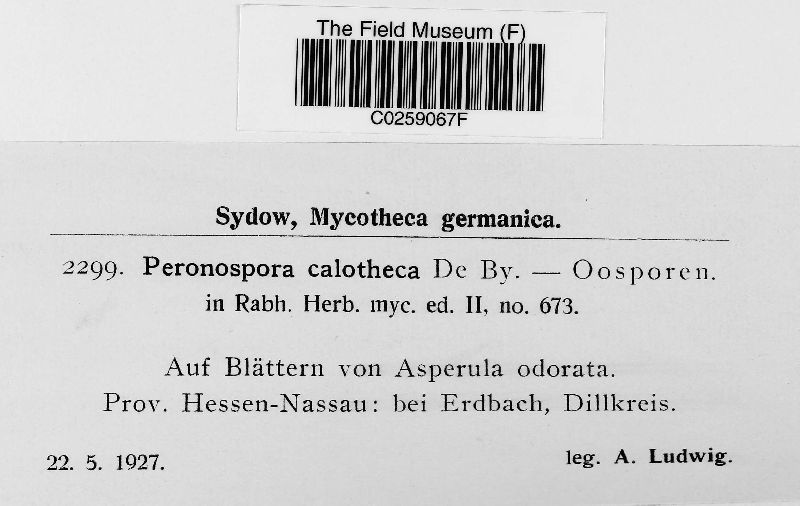 The Field Museum (F)
C0259067F
Sydow, Mycotheca germanica.
2299. Peronospora calotheca De By. — Oosporen.
in Rabh. Herb. myc. ed. II, no. 673.
Auf Blättern von Asperula odorata.
Prov. Hessen-Nassau: bei Erdbach, Dillkreis.
22. 5. 1927.
leg. A. Ludwig.